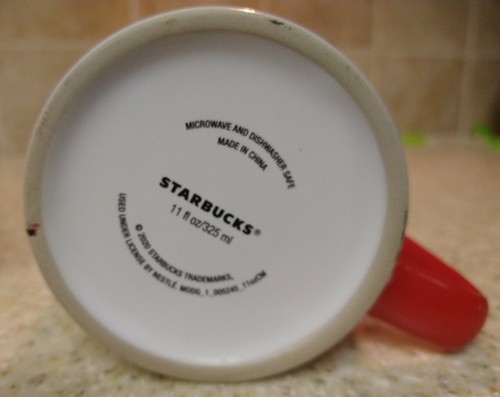 MICROWAVE AND DISHWASHER SAFE
MADE IN CHINA
STARBUCKS®
11 fl oz/325 ml
© 2020 STARBUCKS TRADEMARKS,
USED UNDER LICENSE BY NESTLE.